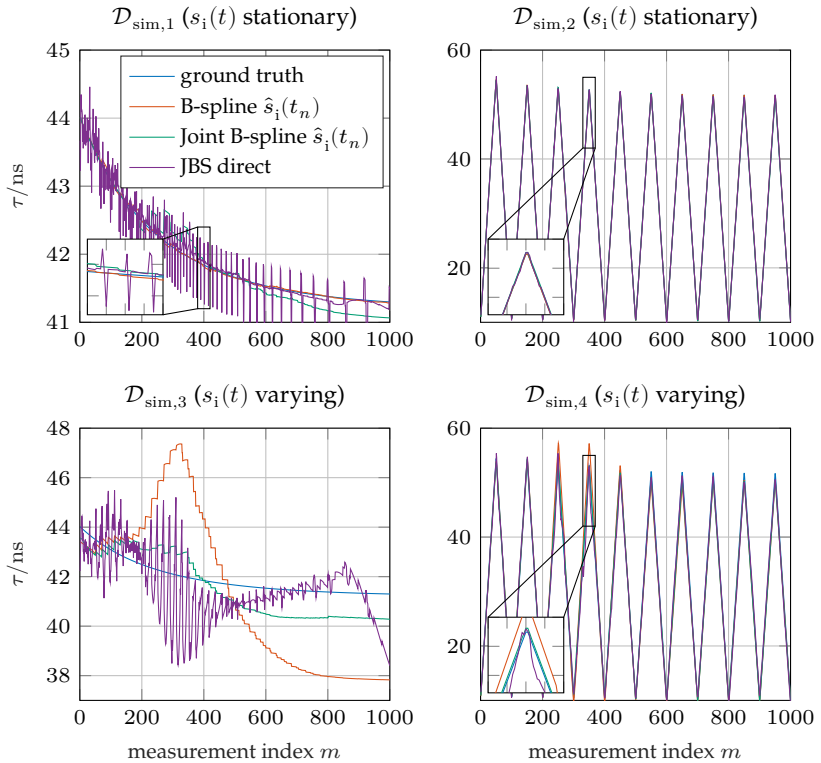 𝒟sim,1 (sᵢ(t) stationary)
45
44
43
42
41
τ/ns
0 200 400 600 800 1000
ground truth
B-spline ŝᵢ(tₙ)
Joint B-spline ŝᵢ(tₙ)
JBS direct
𝒟sim,2 (sᵢ(t) stationary)
60
40
20
0 200 400 600 800 1000
𝒟sim,3 (sᵢ(t) varying)
48
46
44
42
40
38
τ/ns
0 200 400 600 800 1000
measurement index m
𝒟sim,4 (sᵢ(t) varying)
60
40
20
0 200 400 600 800 1000
measurement index m